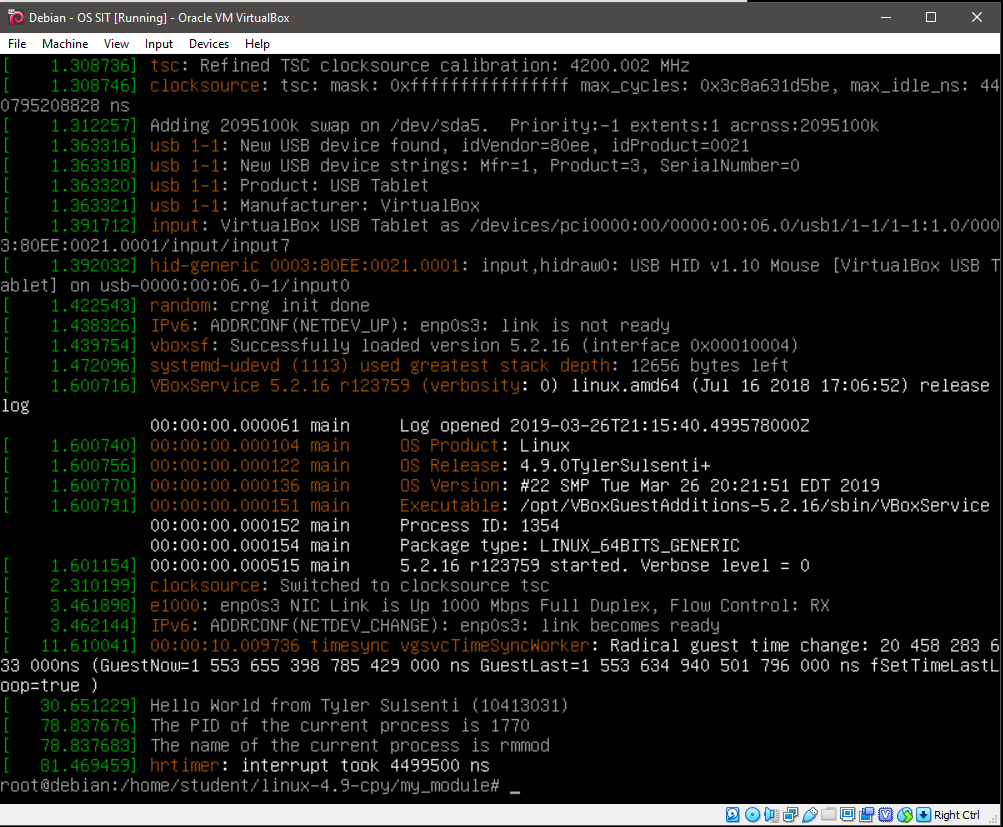 Debian - OS SIT [Running] - Oracle VM VirtualBox
File Machine View Input Devices Help
[    1.308736] tsc: Refined TSC clocksource calibration: 4200.002 MHz
[    1.308746] clocksource: tsc: mask: 0xffffffffffffffff max_cycles: 0x3c8a631d5be, max_idle_ns: 44
0795208828 ns
[    1.312257] Adding 2095100k swap on /dev/sda5.  Priority:-1 extents:1 across:2095100k
[    1.363316] usb 1-1: New USB device found, idVendor=80ee, idProduct=0021
[    1.363318] usb 1-1: New USB device strings: Mfr=1, Product=3, SerialNumber=0
[    1.363320] usb 1-1: Product: USB Tablet
[    1.363321] usb 1-1: Manufacturer: VirtualBox
[    1.391712] input: VirtualBox USB Tablet as /devices/pci0000:00/0000:00:06.0/usb1/1-1/1-1:1.0/000
3:80EE:0021.0001/input/input7
[    1.392032] hid-generic 0003:80EE:0021.0001: input,hidraw0: USB HID v1.10 Mouse [VirtualBox USB T
ablet] on usb-0000:00:06.0-1/input0
[    1.422543] random: crng init done
[    1.438326] IPv6: ADDRCONF(NETDEV_UP): enp0s3: link is not ready
[    1.439754] vboxsf: Successfully loaded version 5.2.16 (interface 0x00010004)
[    1.472096] systemd-udevd (1113) used greatest stack depth: 12656 bytes left
[    1.600716] VBoxService 5.2.16 r123759 (verbosity: 0) linux.amd64 (Jul 16 2018 17:06:52) release
log
00:00:00.000061 main     Log opened 2019-03-26T21:15:40.499578000Z
[    1.600740] 00:00:00.000104 main     OS Product: Linux
[    1.600756] 00:00:00.000122 main     OS Release: 4.9.0TylerSulsenti+
[    1.600770] 00:00:00.000136 main     OS Version: #22 SMP Tue Mar 26 20:21:51 EDT 2019
[    1.600791] 00:00:00.000151 main     Executable: /opt/VBoxGuestAdditions-5.2.16/sbin/VBoxService
00:00:00.000152 main     Process ID: 1354
00:00:00.000154 main     Package type: LINUX_64BITS_GENERIC
[    1.601154] 00:00:00.000515 main     5.2.16 r123759 started. Verbose level = 0
[    2.310199] clocksource: Switched to clocksource tsc
[    3.461898] e1000: enp0s3 NIC Link is Up 1000 Mbps Full Duplex, Flow Control: RX
[    3.462144] IPv6: ADDRCONF(NETDEV_CHANGE): enp0s3: link becomes ready
[   11.610041] 00:00:10.009736 timesync vgsvcTimeSyncWorker: Radical guest time change: 20 458 283 6
33 000ns (GuestNow=1 553 655 398 785 429 000 ns GuestLast=1 553 634 940 501 796 000 ns fSetTimeLastL
oop=true )
[   30.651229] Hello World from Tyler Sulsenti (10413031)
[   78.837676] The PID of the current process is 1770
[   78.837683] The name of the current process is rmmod
[   81.469459] hrtimer: interrupt took 4499500 ns
root@debian:/home/student/linux-4.9-cpy/my_module# _
Right Ctrl